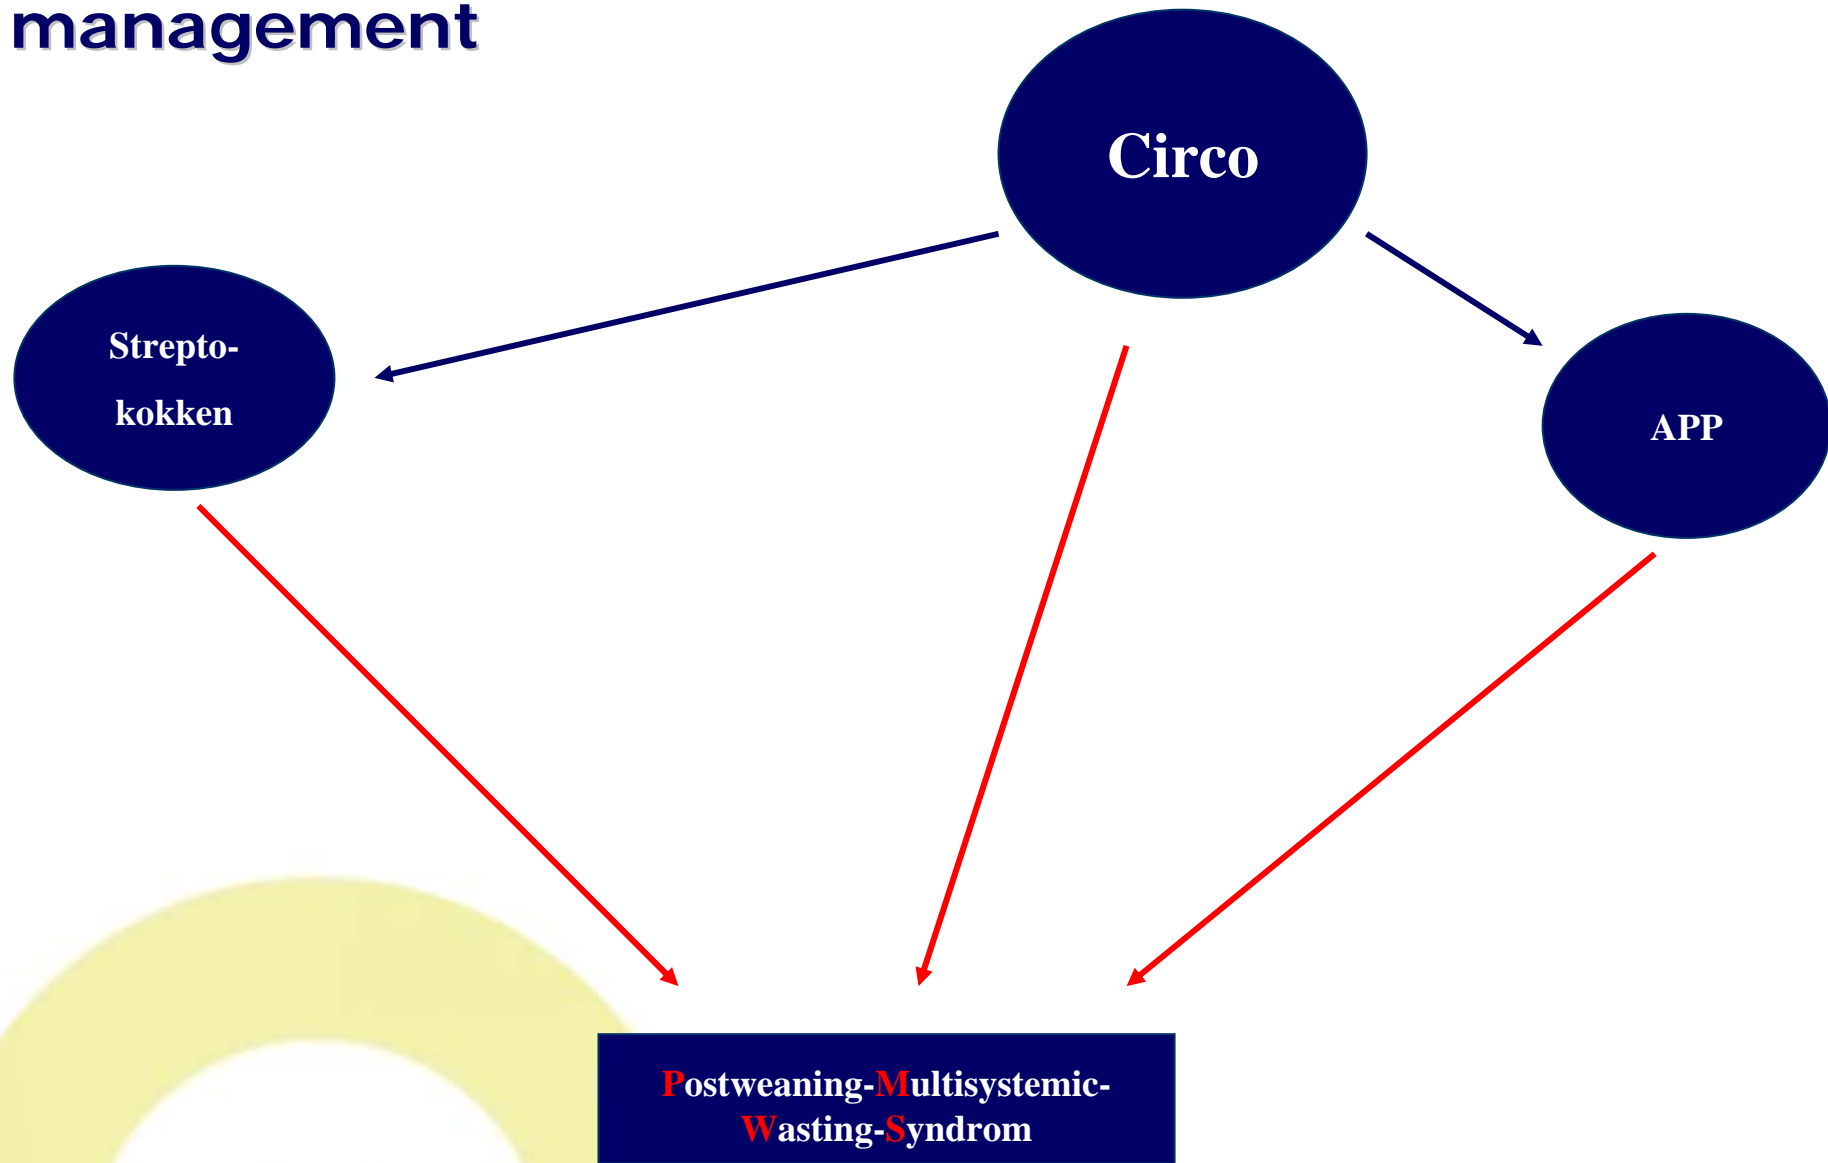 management
Circo
Strepto-
kokken
APP
Postweaning-Multisystemic-
Wasting-Syndrom